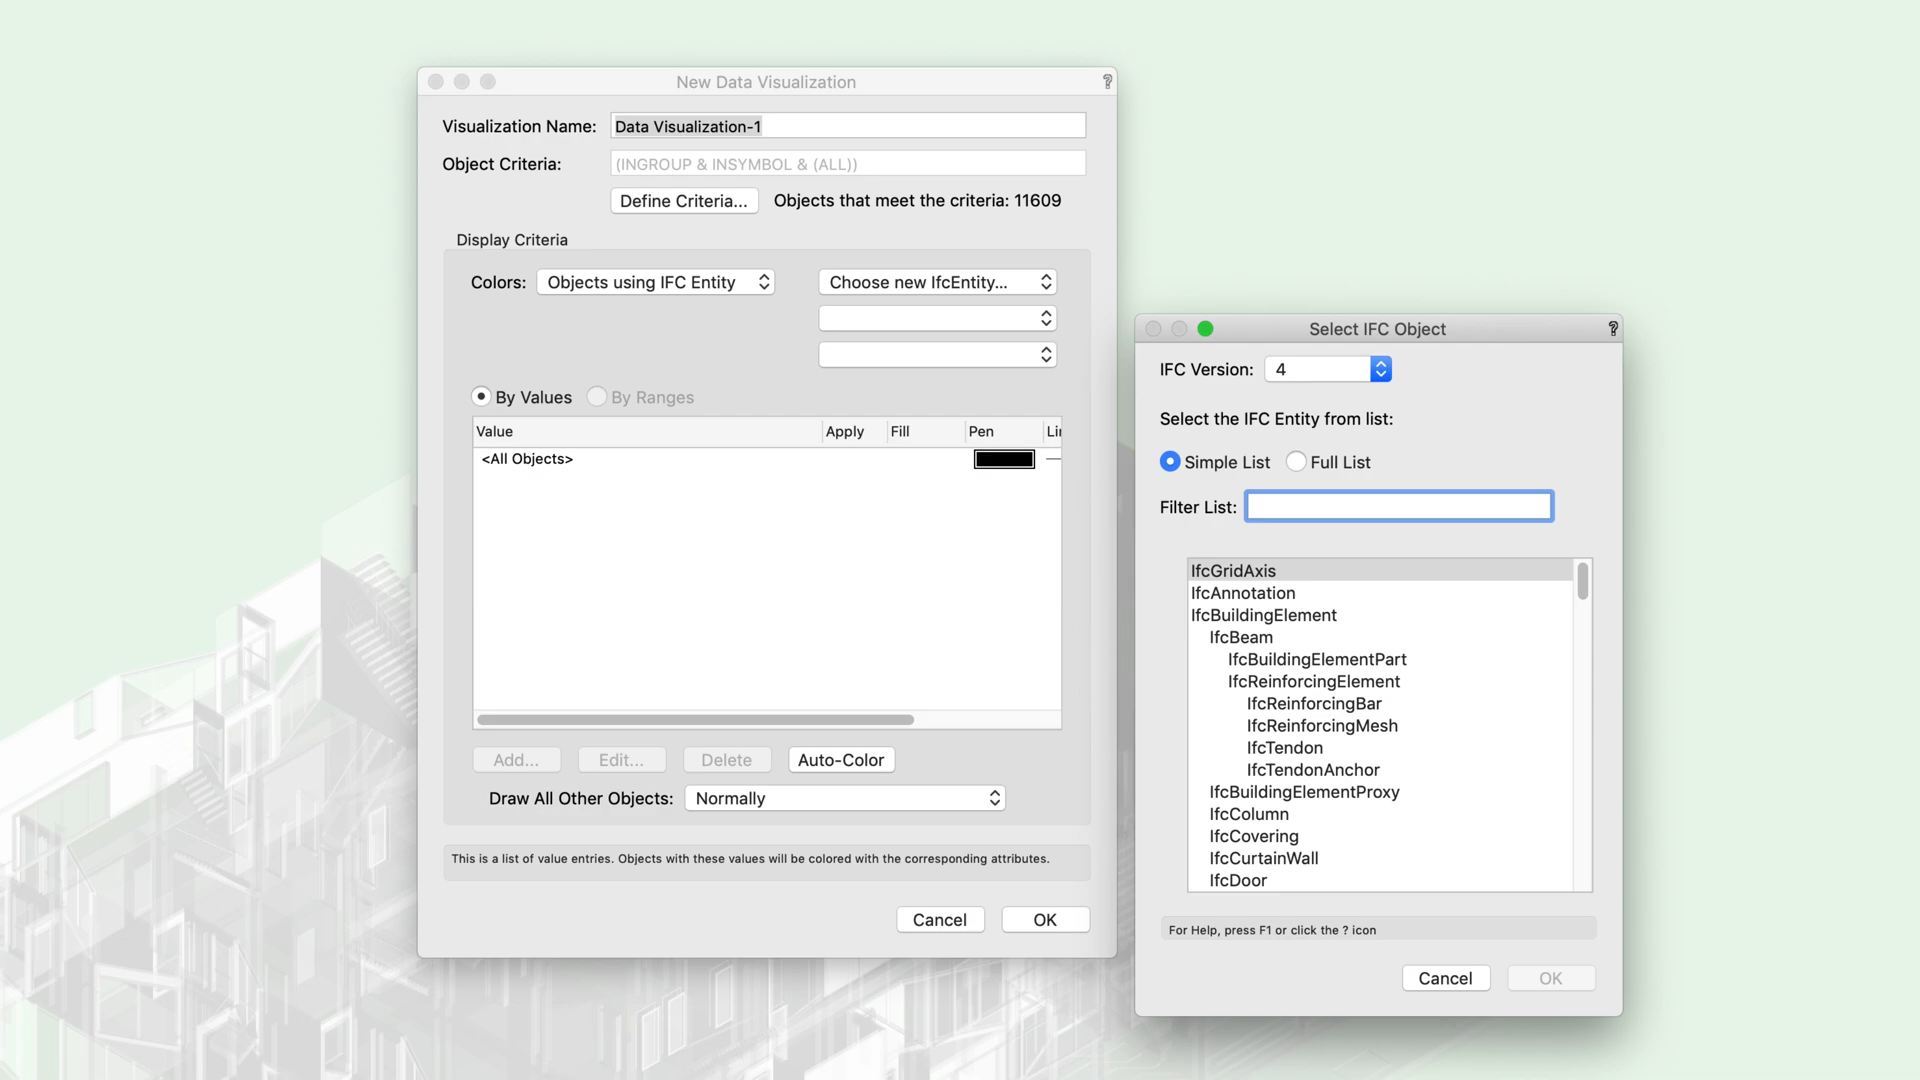 New Data Visualization
?
Visualization Name: Data Visualization-1
Object Criteria: (INGROUP & INSYMBOL & (ALL))
Define Criteria... Objects that meet the criteria: 11609
Display Criteria
Colors: Objects using IFC Entity Choose new IfcEntity...
By Values By Ranges
Value Apply Fill Pen Li
<All Objects>
Add... Edit... Delete Auto-Color
Draw All Other Objects: Normally
This is a list of value entries. Objects with these values will be colored with the corresponding attributes.
Cancel OK
Select IFC Object
?
IFC Version: 4
Select the IFC Entity from list:
Simple List Full List
Filter List:
IfcGridAxis
IfcAnnotation
IfcBuildingElement
IfcBeam
IfcBuildingElementPart
IfcReinforcingElement
IfcReinforcingBar
IfcReinforcingMesh
IfcTendon
IfcTendonAnchor
IfcBuildingElementProxy
IfcColumn
IfcCovering
IfcCurtainWall
IfcDoor
For Help, press F1 or click the ? icon
Cancel OK